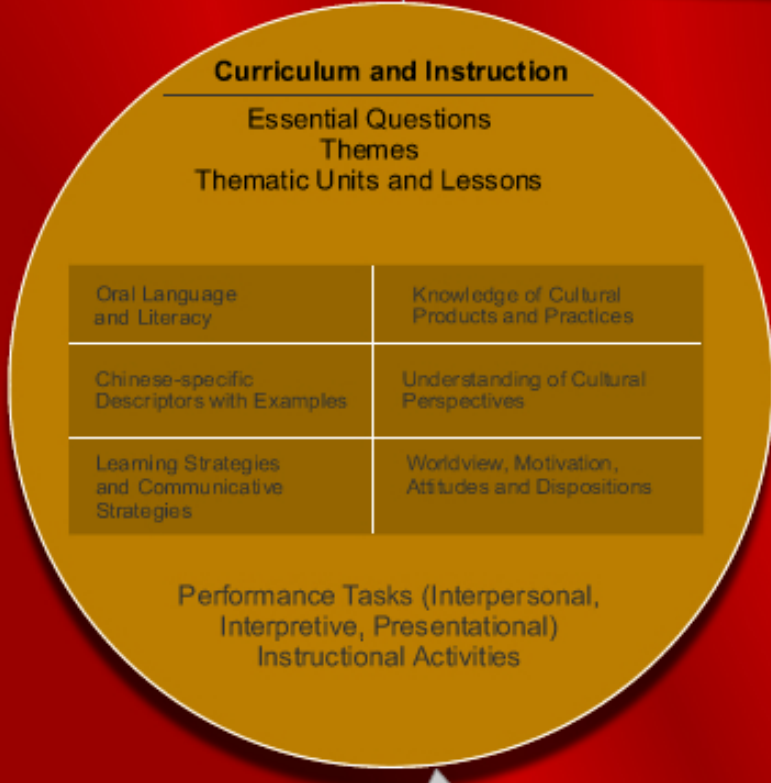 Curriculum and Instruction
Essential Questions
Themes
Thematic Units and Lessons
Oral Language
and Literacy
Knowledge of Cultural
Products and Practices
Chinese-specific
Descriptors with Examples
Understanding of Cultural
Perspectives
Learning Strategies
and Communicative
Strategies
Worldview, Motivation,
Attitudes and Dispositions
Performance Tasks (Interpersonal,
Interpretive, Presentational)
Instructional Activities